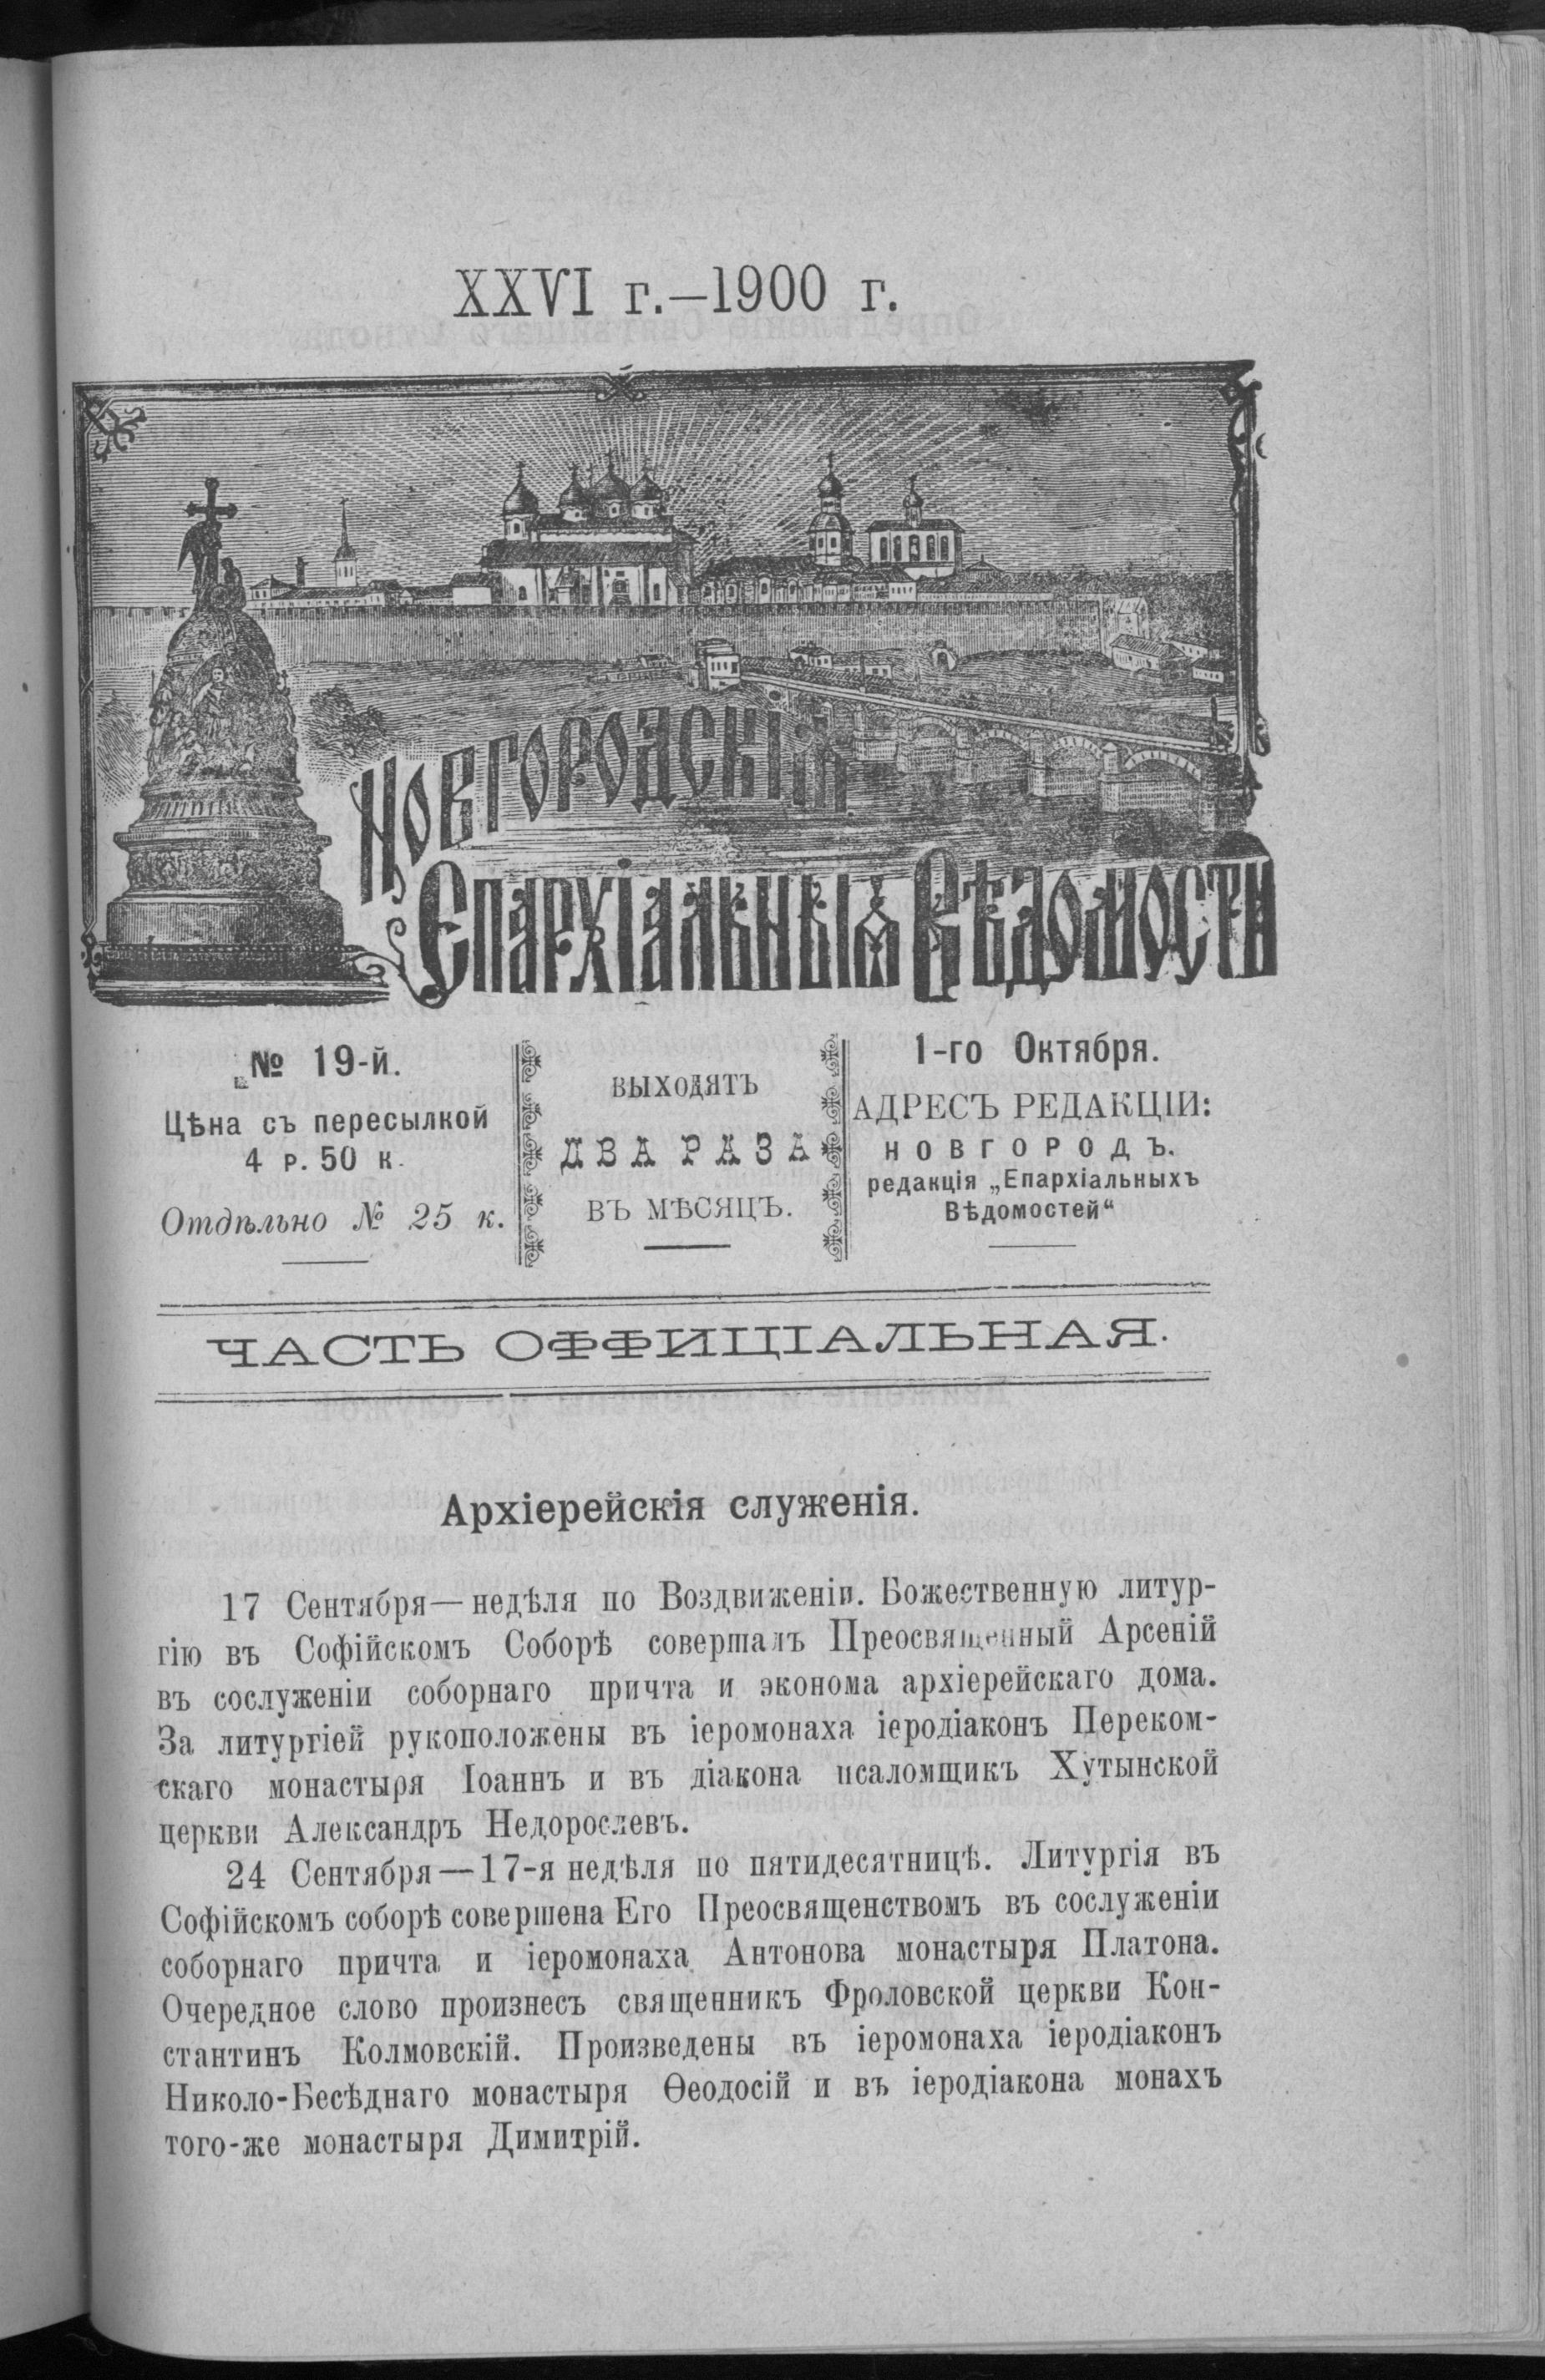 XXVI г.—1900 г.
Новгородскія
Епархіальныя Вѣдомости
№ 19-й.
Цѣна съ пересылкой
4 р. 50 к.
Отдѣльно № 25 к.
ВЫХОДЯТЪ
ДВА РАЗА
ВЪ МѢСЯЦЪ.
1-го Октября.
АДРЕСЪ РЕДАКЦІИ:
НОВГОРОДЪ.
редакція „Епархіальныхъ
Вѣдомостей“
ЧАСТЬ ОФФИЦІАЛЬНАЯ.
Архіерейскія служенія.
17 Сентября—недѣля по Воздвиженіи. Божественную литур-
гію въ Софійскомъ Соборѣ совершалъ Преосвященный Арсеній
въ сослуженіи соборнаго причта и эконома архіерейскаго дома.
За литургіей рукоположены въ іеромонаха іеродіаконъ Переком-
скаго монастыря Іоаннъ и въ діакона псаломщикъ Хутынской
церкви Александръ Недорослевъ.
24 Сентября—17-я недѣля по пятидесятницѣ. Литургія въ
Софійскомъ соборѣ совершена Его Преосвященствомъ въ сослуженіи
соборнаго причта и іеромонаха Антонова монастыря Платона.
Очередное слово произнесъ священникъ Фроловской церкви Кон-
стантинъ Колмовскій. Произведены въ іеромонаха іеродіаконъ
Николо-Бесѣднаго монастыря Ѳеодосій и въ іеродіакона монахъ
того-же монастыря Димитрій.